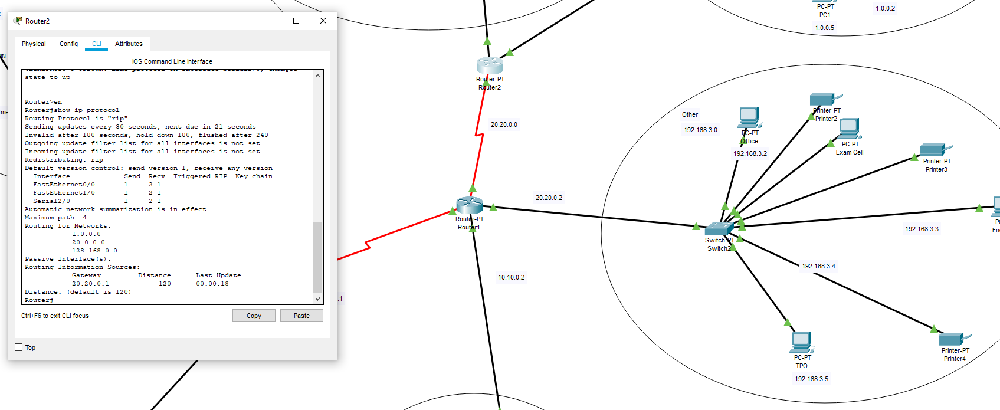 Router2
Physical Config CLI Attributes
IOS Command Line Interface
state to up
Router>en
Router#show ip protocol
Routing Protocol is "rip"
Sending updates every 30 seconds, next due in 21 seconds
Invalid after 180 seconds, hold down 180, flushed after 240
Outgoing update filter list for all interfaces is not set
Incoming update filter list for all interfaces is not set
Redistributing: rip
Default version control: send version 1, receive any version
Interface Send Recv Triggered RIP Key-chain
FastEthernet0/0 1 2 1
FastEthernet1/0 1 2 1
Serial2/0 1 2 1
Automatic network summarization is in effect
Maximum path: 4
Routing for Networks:
1.0.0.0
20.0.0.0
128.168.0.0
Passive Interface(s):
Routing Information Sources:
Gateway Distance Last Update
20.20.0.1 120 00:00:18
Distance: (default is 120)
Router#
Ctrl+F6 to exit CLI focus
Copy
Paste
Top
.1
Router-PT
Router2
20.20.0.0
20.20.0.2
Router-PT
Router1
10.10.0.2
PC-PT
PC1
1.0.0.5
1.0.0.2
Other
192.168.3.0
PC-PT
Office
192.168.3.2
Printer-PT
Printer2
PC-PT
Exam Cell
Printer-PT
Printer3
Switch-PT
Switch2
192.168.3.3
192.168.3.4
PC-PT
TPO
192.168.3.5
Printer-PT
Printer4